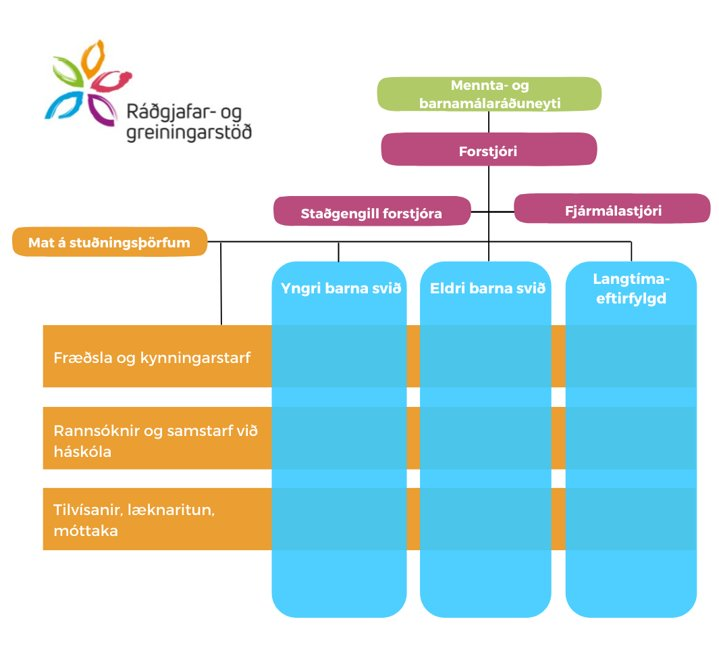 Ráðgjafar- og
greiningarstöð
Mennta- og
barnamálaráðuneyti
Forstjóri
Staðgengill forstjóra
Fjármálastjóri
Mat á stuðningsþörfum
Yngri barna svið
Eldri barna svið
Langtíma-
eftirfylgd
Fræðsla og kynningarstarf
Rannsóknir og samstarf við
háskóla
Tilvísanir, læknaritun,
móttaka